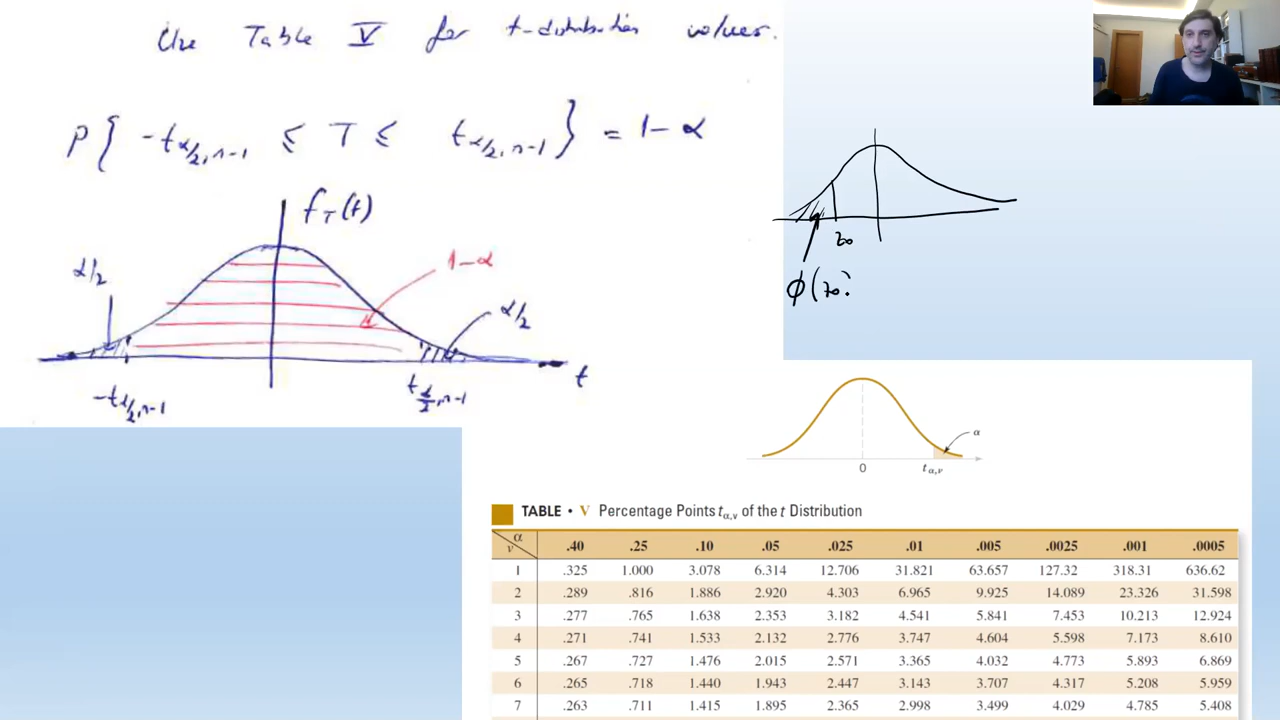 Use Table V for t-distribution values.
P{ -tα/2,n-1 ≤ T ≤ tα/2,n-1 } = 1-α
fT(t)
α/2
1-α
α/2
-tα/2,n-1
tα/2,n-1
t
z0
ϕ(z0)
α
0
tα,ν
TABLE • V Percentage Points tα,ν of the t Distribution
ν α .40 .25 .10 .05 .025 .01 .005 .0025 .001 .0005
1 .325 1.000 3.078 6.314 12.706 31.821 63.657 127.32 318.31 636.62
2 .289 .816 1.886 2.920 4.303 6.965 9.925 14.089 23.326 31.598
3 .277 .765 1.638 2.353 3.182 4.541 5.841 7.453 10.213 12.924
4 .271 .741 1.533 2.132 2.776 3.747 4.604 5.598 7.173 8.610
5 .267 .727 1.476 2.015 2.571 3.365 4.032 4.773 5.893 6.869
6 .265 .718 1.440 1.943 2.447 3.143 3.707 4.317 5.208 5.959
7 .263 .711 1.415 1.895 2.365 2.998 3.499 4.029 4.785 5.408